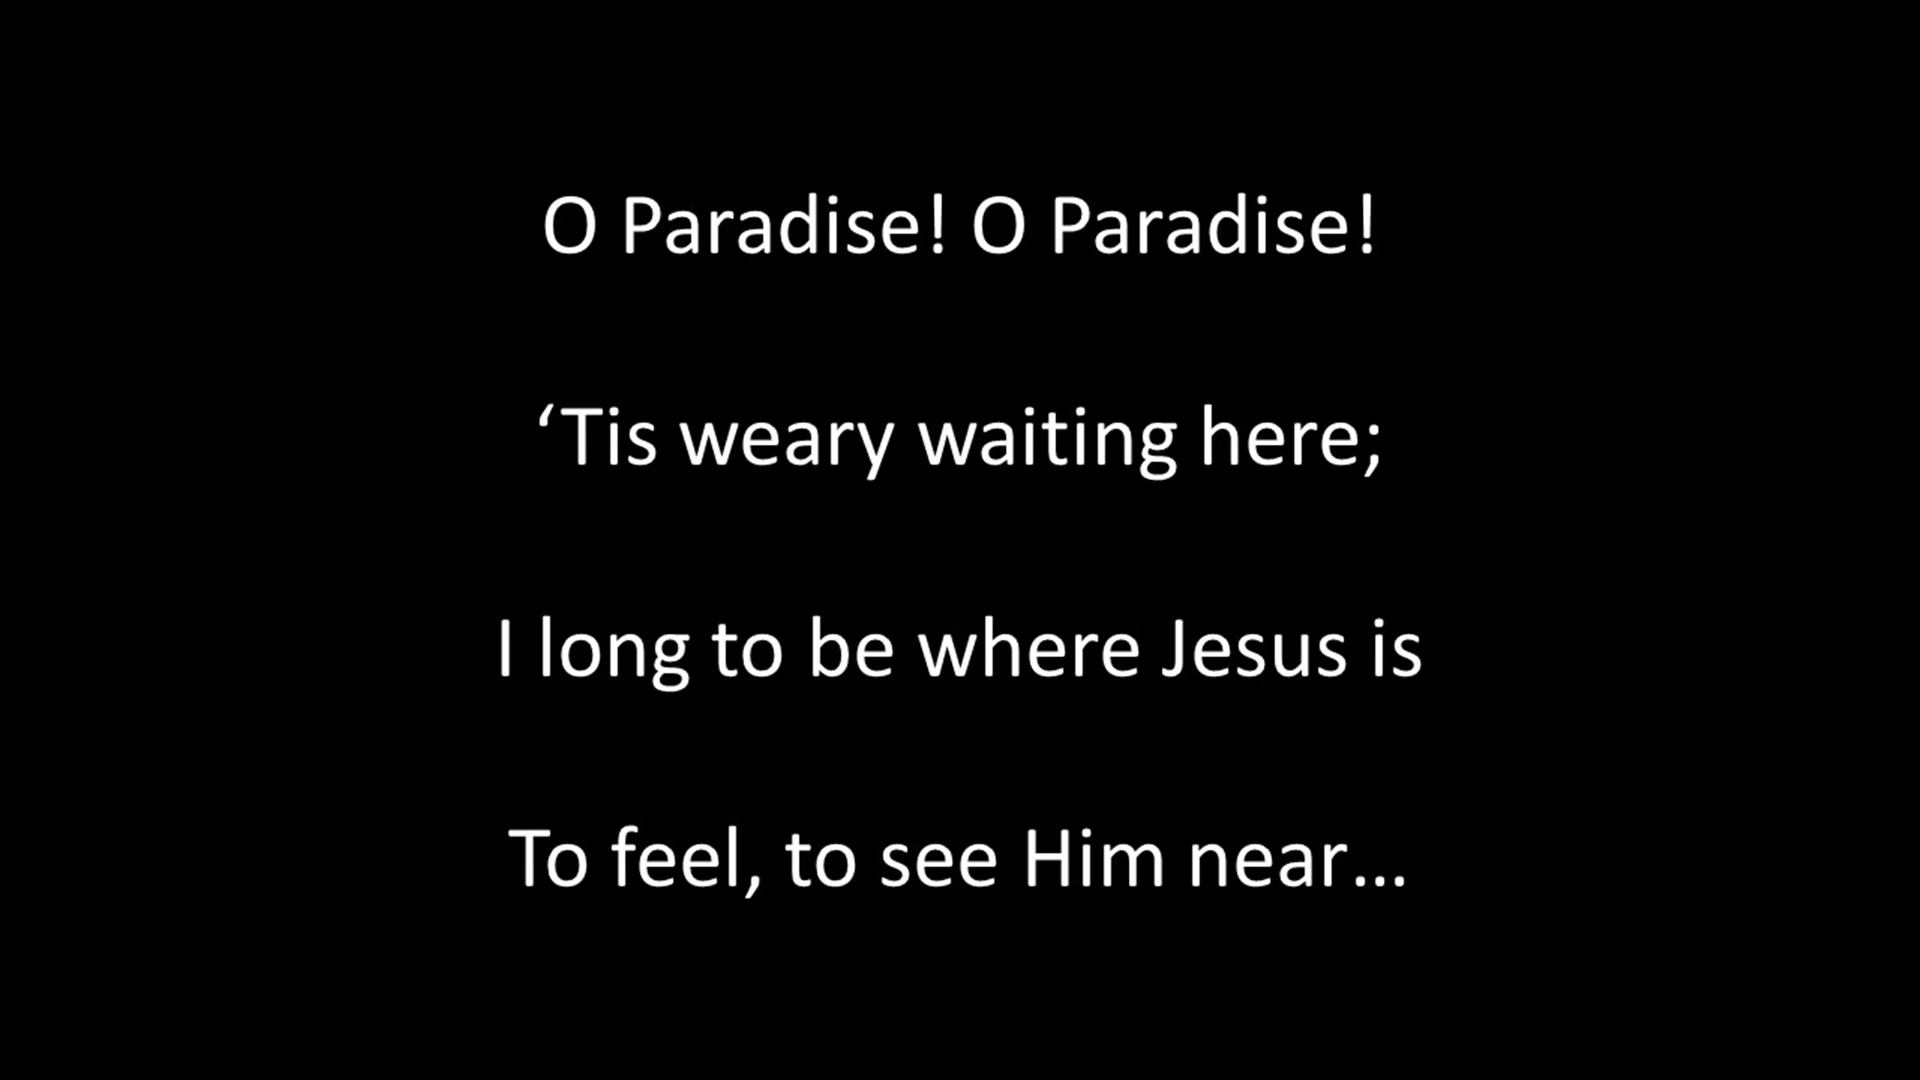 O Paradise! O Paradise!
‘Tis weary waiting here;
I long to be where Jesus is
To feel, to see Him near...